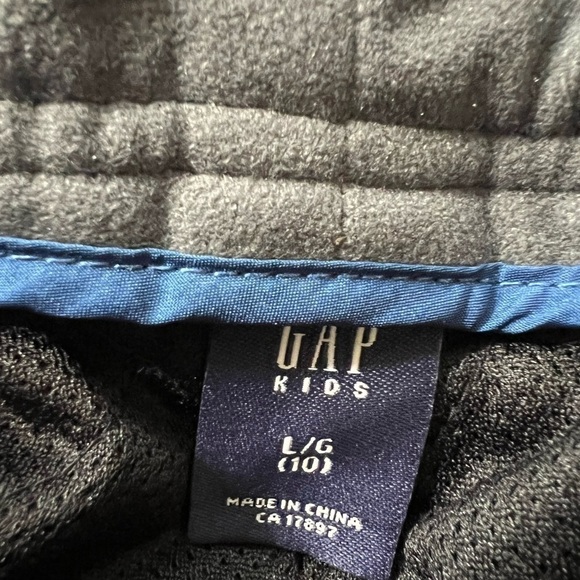 GAP
KIDS
L/G
(10)
MADE IN CHINA
CA 17897